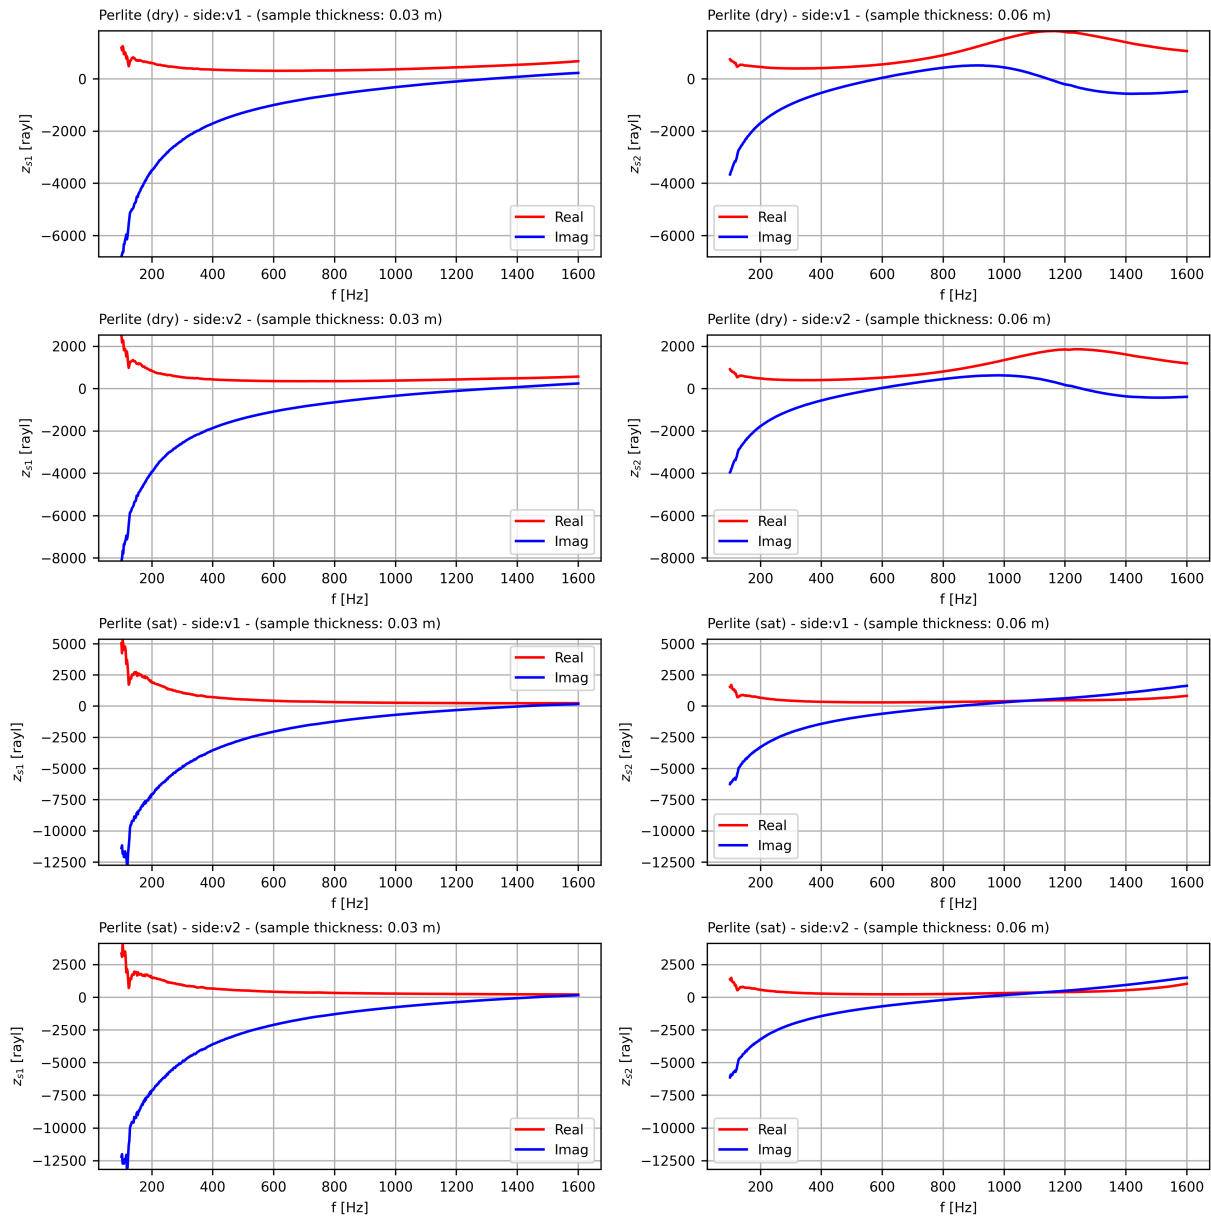 Perlite (dry) - side:v1 - (sample thickness: 0.03 m)
0
−2000
−4000
−6000
z_s1 [rayl]
Real
Imag
200 400 600 800 1000 1200 1400 1600
f [Hz]
Perlite (dry) - side:v1 - (sample thickness: 0.06 m)
0
−2000
−4000
−6000
z_s2 [rayl]
Real
Imag
200 400 600 800 1000 1200 1400 1600
f [Hz]
Perlite (dry) - side:v2 - (sample thickness: 0.03 m)
2000
0
−2000
−4000
−6000
−8000
z_s1 [rayl]
Real
Imag
200 400 600 800 1000 1200 1400 1600
f [Hz]
Perlite (dry) - side:v2 - (sample thickness: 0.06 m)
2000
0
−2000
−4000
−6000
−8000
z_s2 [rayl]
Real
Imag
200 400 600 800 1000 1200 1400 1600
f [Hz]
Perlite (sat) - side:v1 - (sample thickness: 0.03 m)
5000
2500
0
−2500
−5000
−7500
−10000
−12500
z_s1 [rayl]
Real
Imag
200 400 600 800 1000 1200 1400 1600
f [Hz]
Perlite (sat) - side:v1 - (sample thickness: 0.06 m)
5000
2500
0
−2500
−5000
−7500
−10000
−12500
z_s2 [rayl]
Real
Imag
200 400 600 800 1000 1200 1400 1600
f [Hz]
Perlite (sat) - side:v2 - (sample thickness: 0.03 m)
2500
0
−2500
−5000
−7500
−10000
−12500
z_s1 [rayl]
Real
Imag
200 400 600 800 1000 1200 1400 1600
f [Hz]
Perlite (sat) - side:v2 - (sample thickness: 0.06 m)
2500
0
−2500
−5000
−7500
−10000
−12500
z_s2 [rayl]
Real
Imag
200 400 600 800 1000 1200 1400 1600
f [Hz]